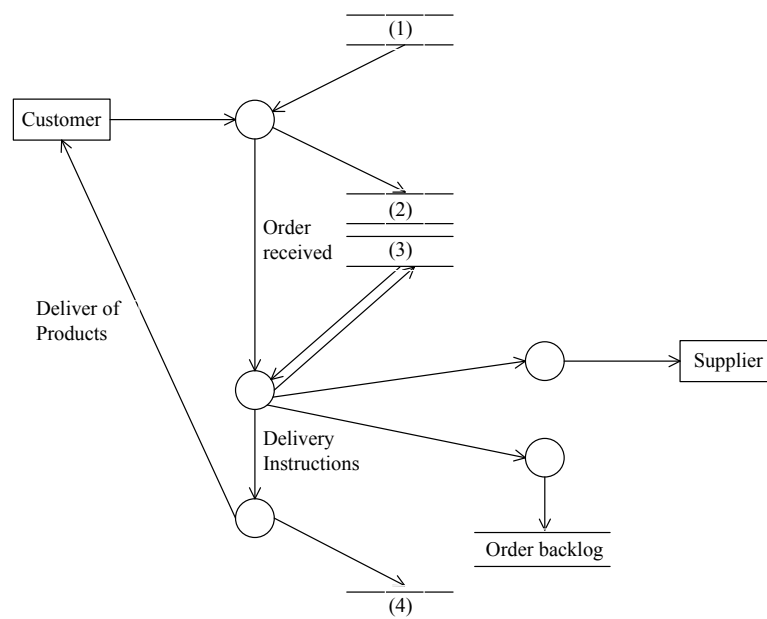 (1)
Customer
(2)
Order
received
(3)
Deliver of
Products
Supplier
Delivery
Instructions
Order backlog
(4)